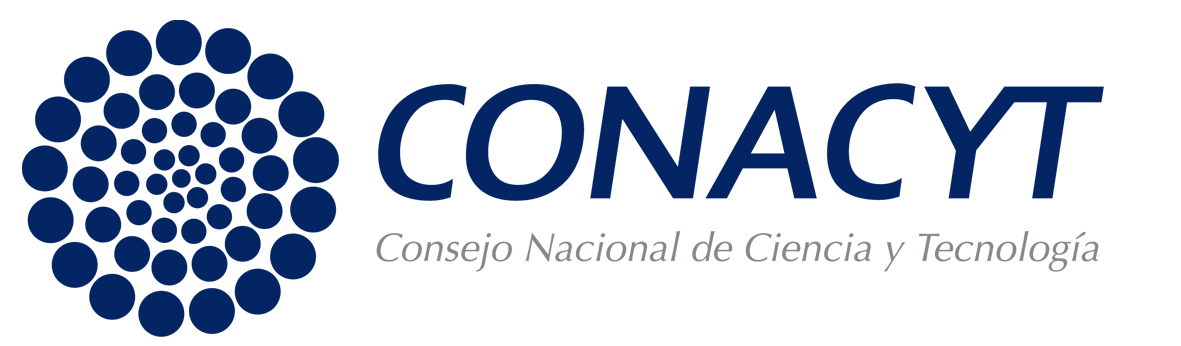 CONACYT
Consejo Nacional de Ciencia y Tecnología